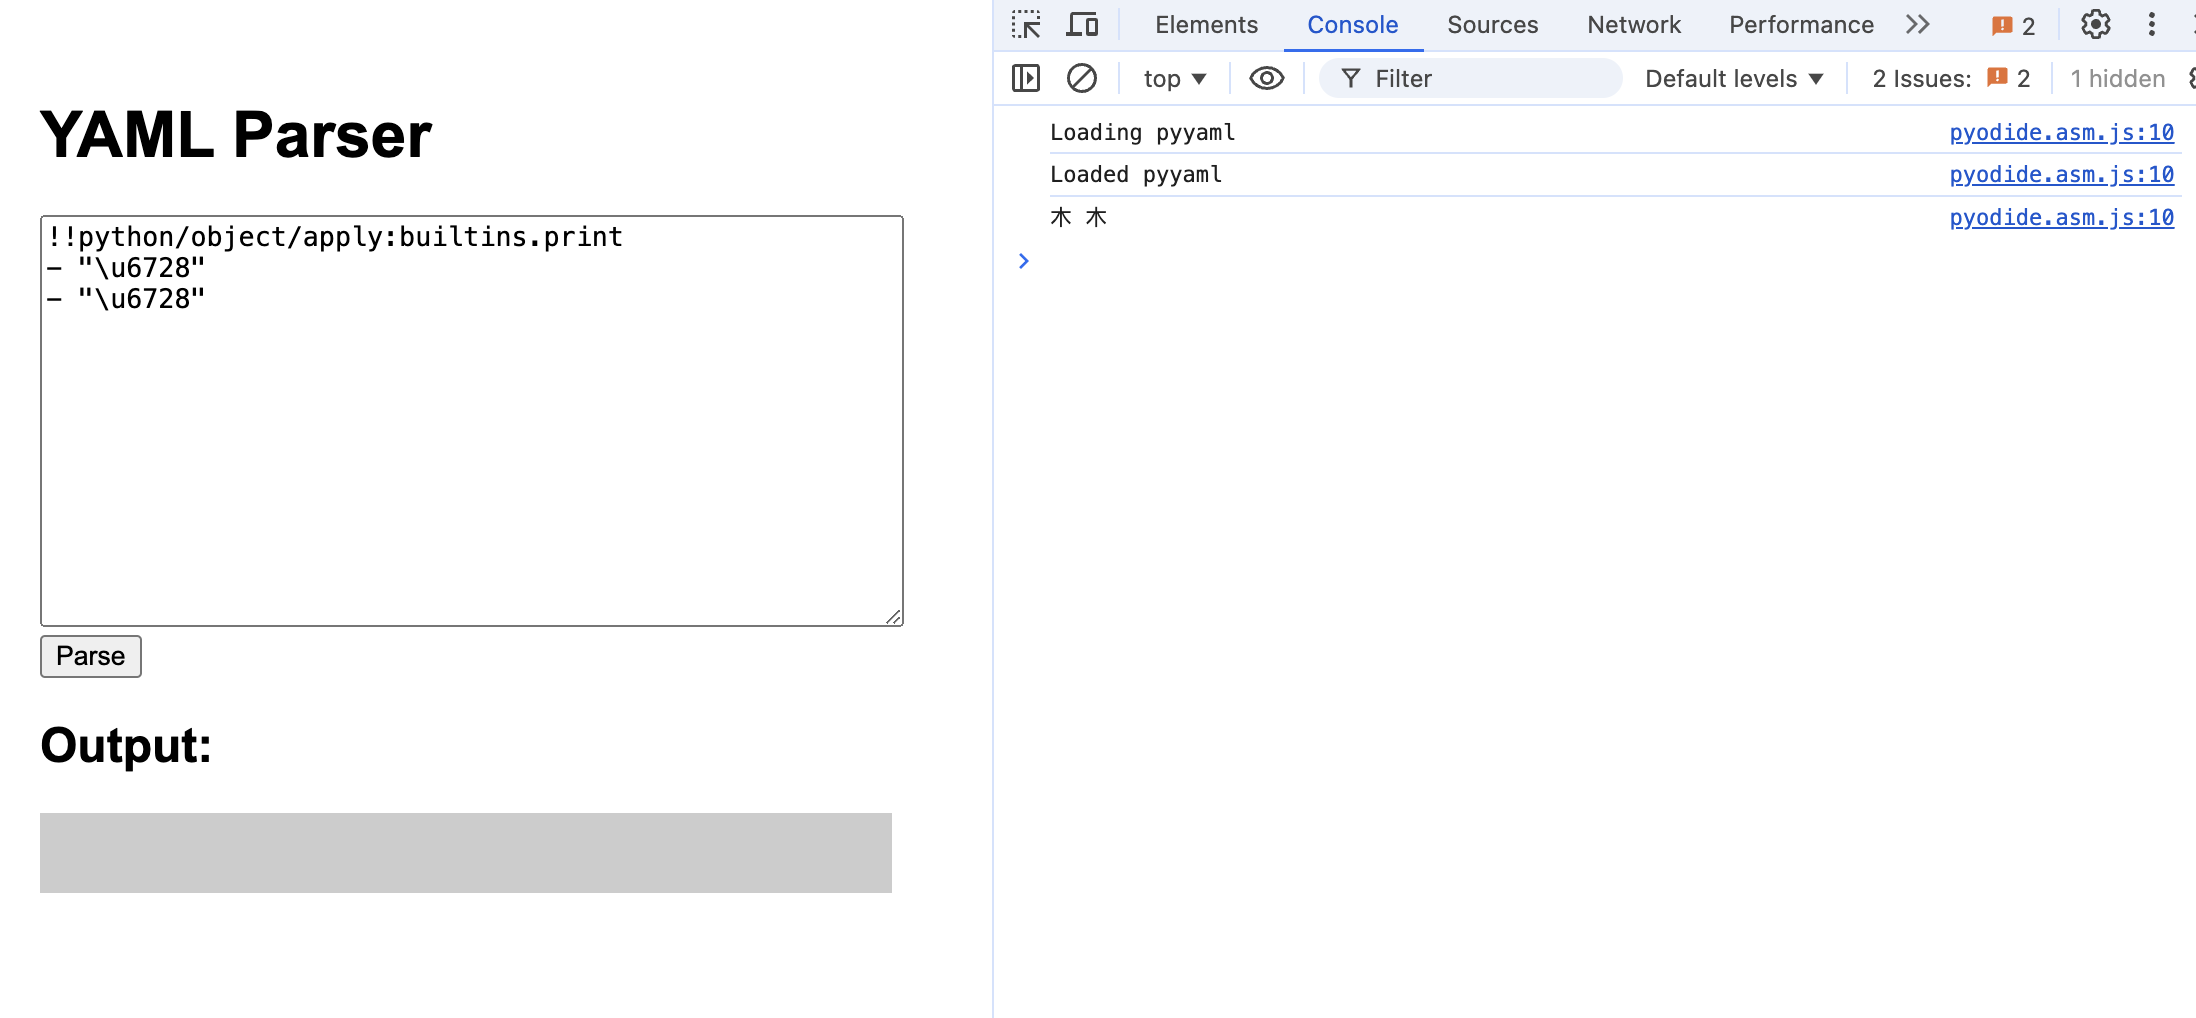 YAML Parser
!!python/object/apply:builtins.print
- "\u6728"
- "\u6728"
Parse
Output:
Elements Console Sources Network Performance 2
top Filter Default levels 2 Issues: 2 1 hidden
Loading pyyaml pyodide.asm.js:10
Loaded pyyaml pyodide.asm.js:10
木 木 pyodide.asm.js:10